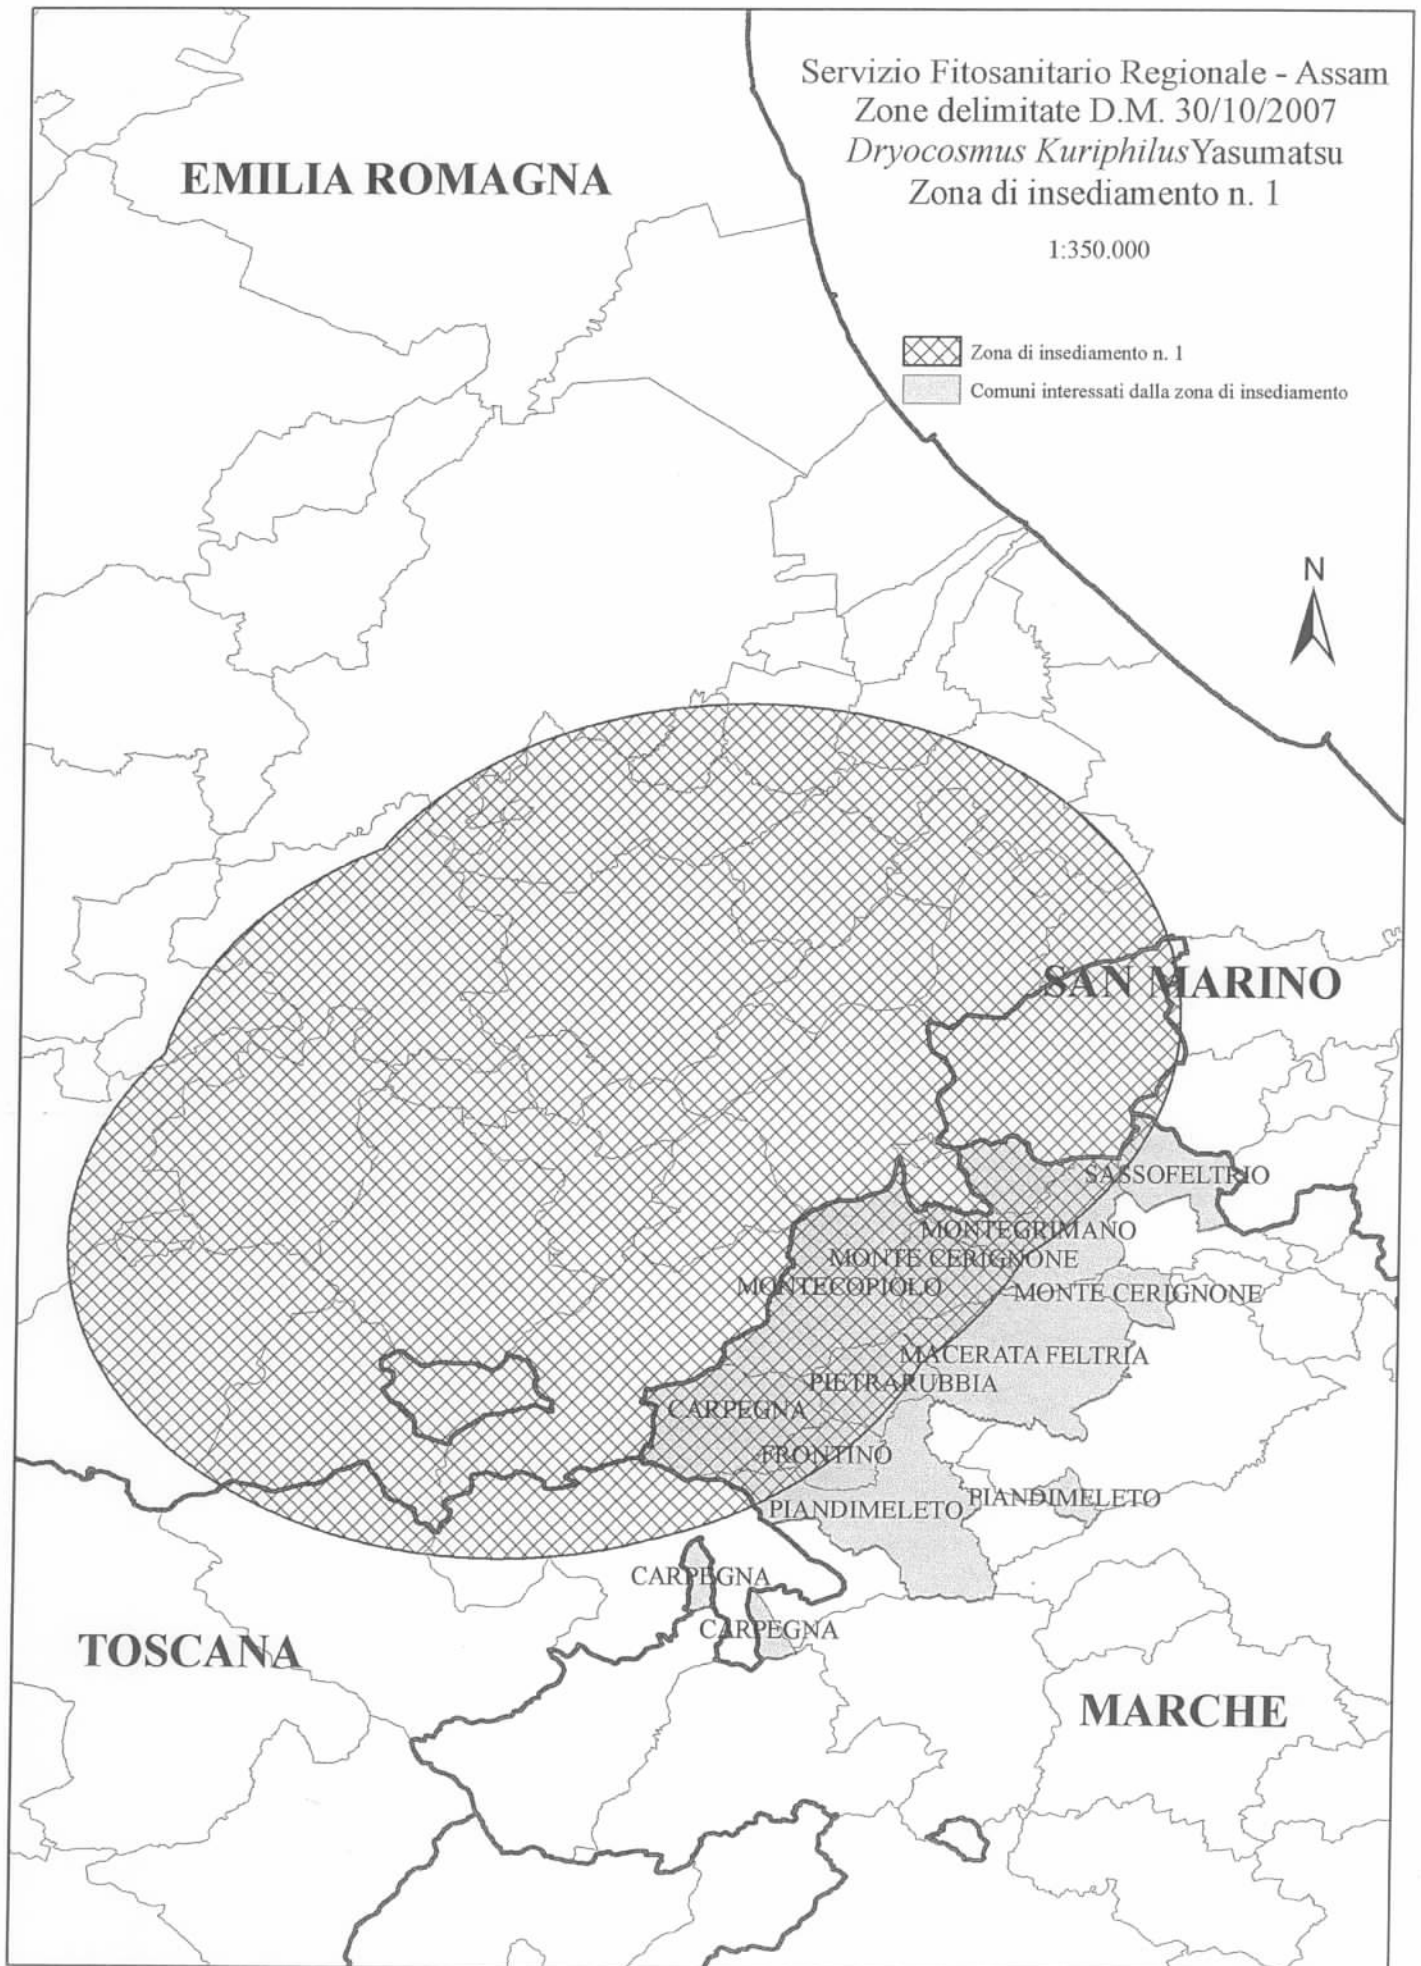 Servizio Fitosanitario Regionale - Assam
Zone delimitate D.M. 30/10/2007
Dryocosmus KuriphilusYasumatsu
Zona di insediamento n. 1
1:350.000
EMILIA ROMAGNA
Zona di insediamento n. 1
Comuni interessati dalla zona di insediamento
N
SAN MARINO
SASSOFELTRIO
MONTEGRIMANO
MONTE CERIGNONE
MONTECOPIOLO
MONTE CERIGNONE
MACERATA FELTRIA
PIETRARUBBIA
CARPEGNA
FRONTINO
PIANDIMELETO
PIANDIMELETO
CARPEGNA
CARPEGNA
TOSCANA
MARCHE